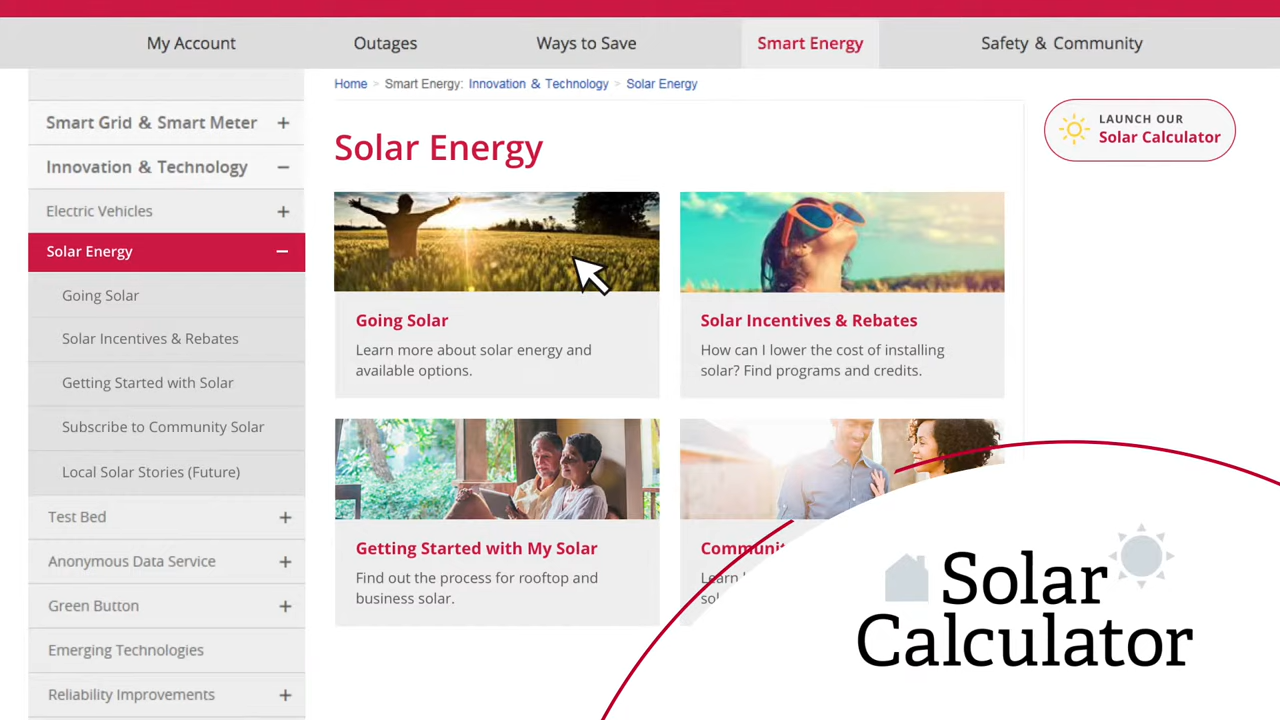 My Account
Outages
Ways to Save
Smart Energy
Safety & Community
Home > Smart Energy: Innovation & Technology > Solar Energy
Smart Grid & Smart Meter +
Innovation & Technology −
Electric Vehicles +
Solar Energy −
Going Solar
Solar Incentives & Rebates
Getting Started with Solar
Subscribe to Community Solar
Local Solar Stories (Future)
Test Bed +
Anonymous Data Service +
Green Button +
Emerging Technologies
Reliability Improvements +
Solar Energy
Going Solar
Learn more about solar energy and
available options.
Solar Incentives & Rebates
How can I lower the cost of installing
solar? Find programs and credits.
Getting Started with My Solar
Find out the process for rooftop and
business solar.
Learn
LAUNCH OUR
Solar Calculator
Solar
Calculator